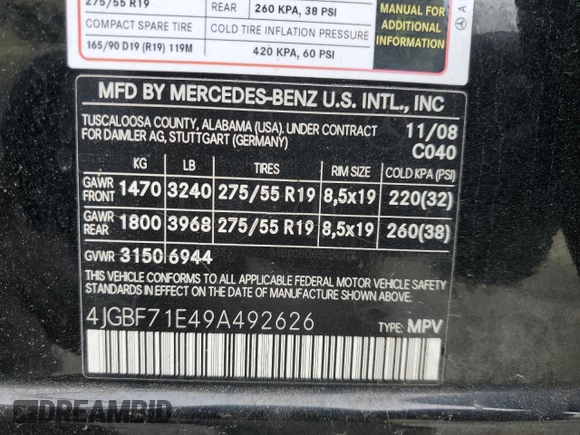 275/55 R19 REAR 260 KPA, 38 PSI
MANUAL FOR
ADDITIONAL
INFORMATION
COMPACT SPARE TIRE COLD TIRE INFLATION PRESSURE
165/90 D19 (R19) 119M 420 KPA, 60 PSI
A
MFD BY MERCEDES-BENZ U.S. INTL., INC
TUSCALOOSA COUNTY, ALABAMA (USA), UNDER CONTRACT 11/08
FOR DAIMLER AG, STUTTGART (GERMANY) C040
KG LB TIRES RIM SIZE COLD KPA (PSI)
GAWR FRONT 1470 3240 275/55 R19 8,5x19 220(32)
GAWR REAR 1800 3968 275/55 R19 8,5x19 260(38)
Mercedes-Benz
GVWR 3150 6944
THIS VEHICLE CONFORMS TO ALL APPLICABLE FEDERAL MOTOR VEHICLE SAFETY
STANDARDS IN EFFECT ON THE DATE OF MANUFACTURE SHOWN ABOVE.
4JGBF71E49A492626 TYPE: MPV
DREAMBID